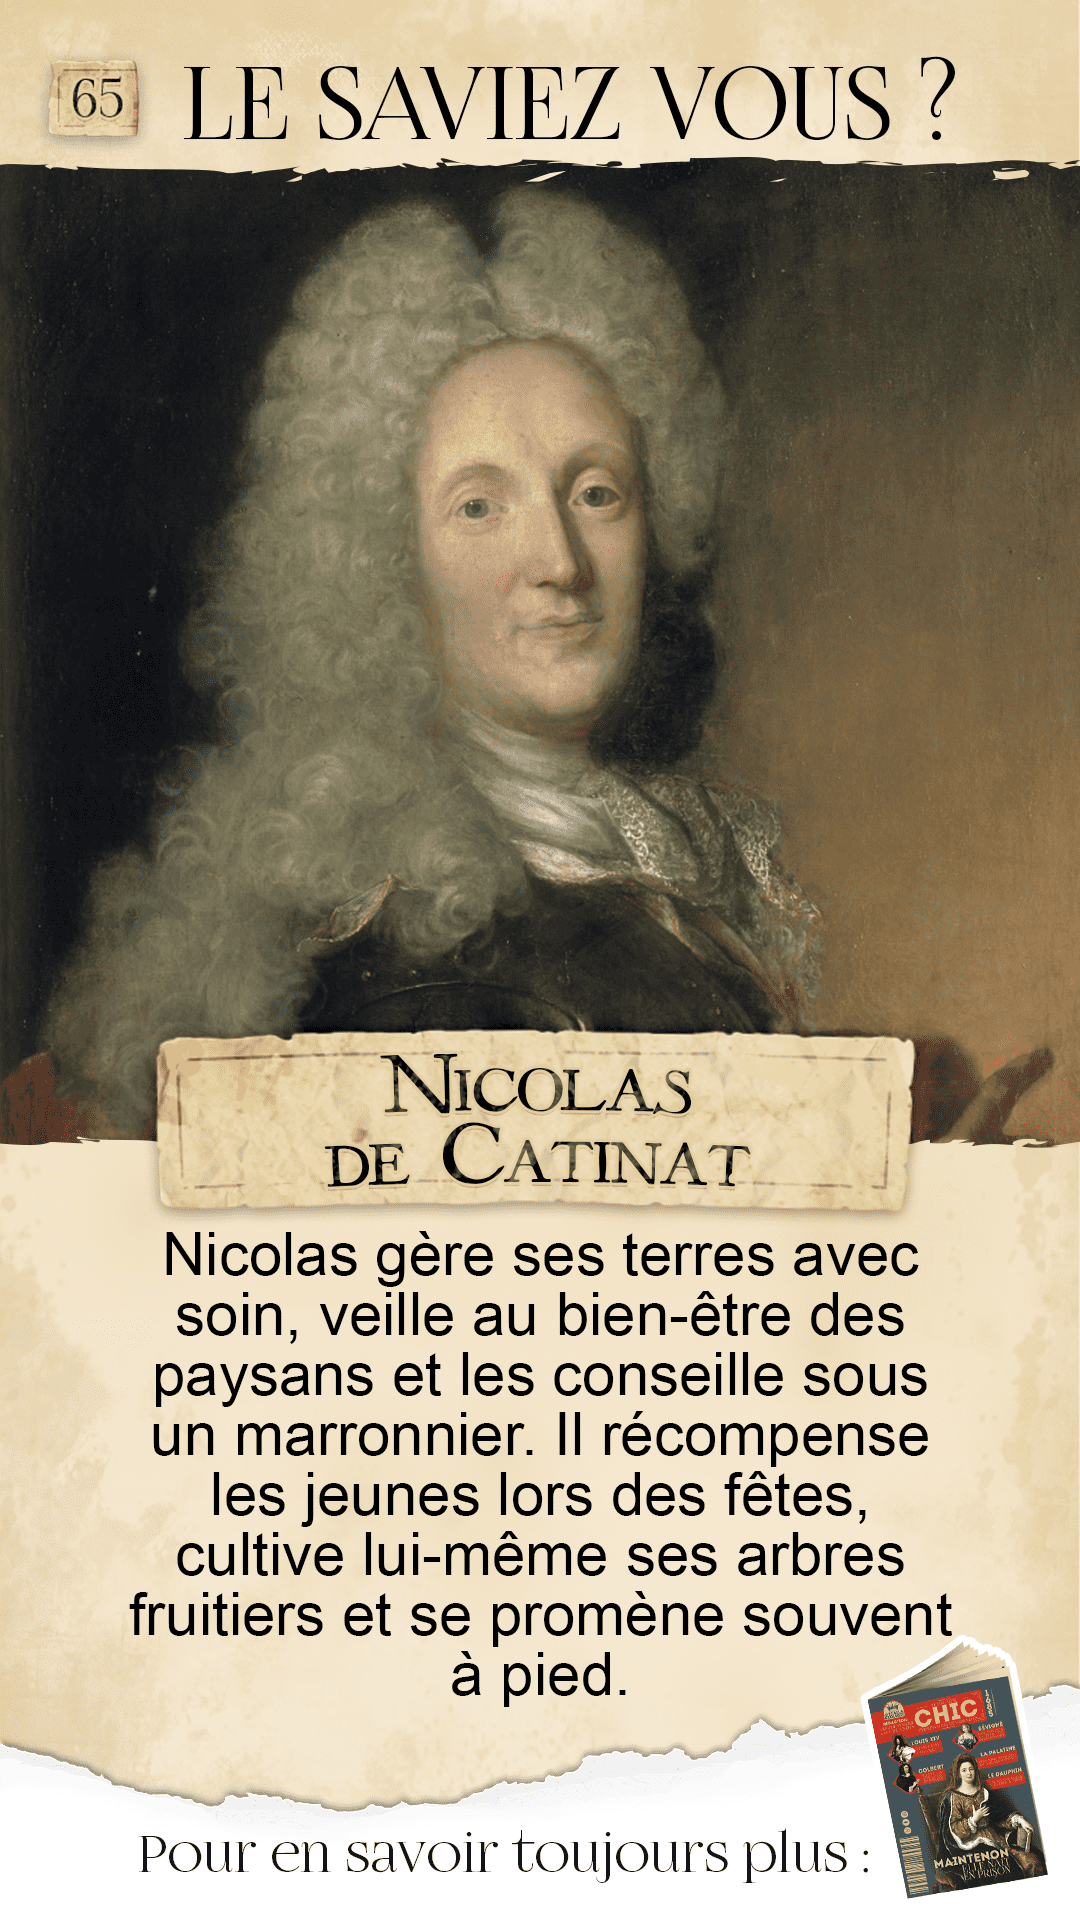 65
LE SAVIEZ VOUS ?
NICOLAS
DE CATINAT
Nicolas gère ses terres avec
soin, veille au bien-être des
paysans et les conseille sous
un marronnier. Il récompense
les jeunes lors des fêtes,
cultive lui-même ses arbres
fruitiers et se promène souvent
à pied.
CHIC
LOUIS XIV
SÉVIGNÉ
COLBERT
LA PALATINE
LE DAUPHIN
MAINTENON
EN PRISON
Pour en savoir toujours plus :